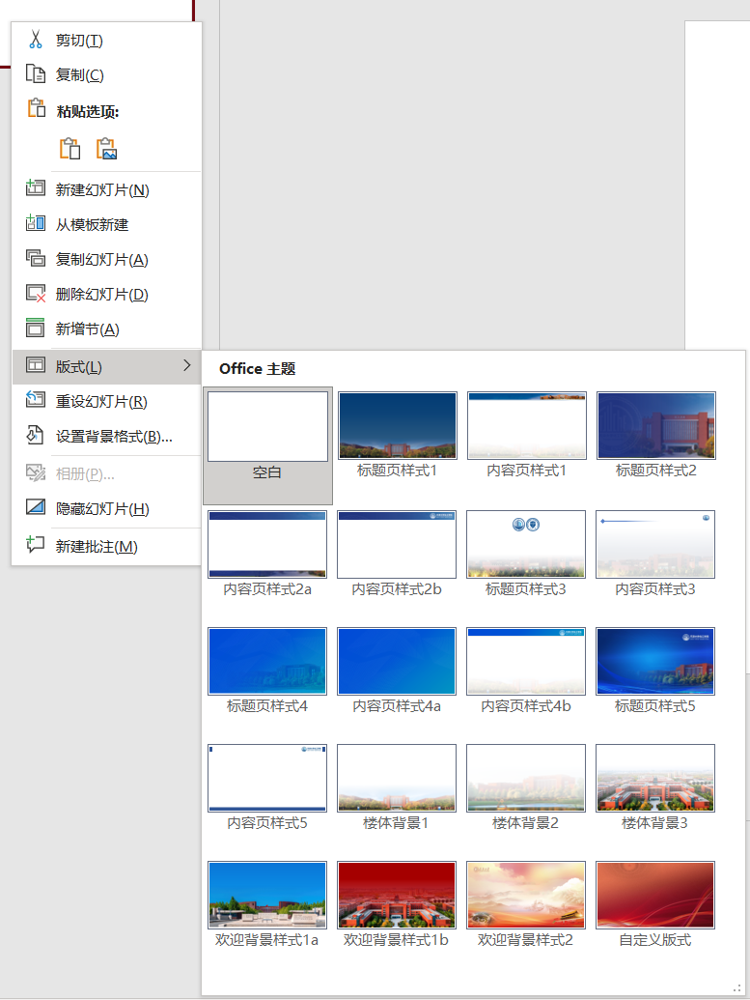 剪切(T)
复制(C)
粘贴选项:
新建幻灯片(N)
从模板新建
复制幻灯片(A)
删除幻灯片(D)
新增节(A)
版式(L)
重设幻灯片(R)
设置背景格式(B)...
相册(P)...
隐藏幻灯片(H)
新建批注(M)
Office 主题
空白
标题页样式1
内容页样式1
标题页样式2
内容页样式2a
内容页样式2b
标题页样式3
内容页样式3
标题页样式4
内容页样式4a
内容页样式4b
标题页样式5
内容页样式5
楼体背景1
楼体背景2
楼体背景3
欢迎背景样式1a
欢迎背景样式1b
欢迎背景样式2
自定义版式